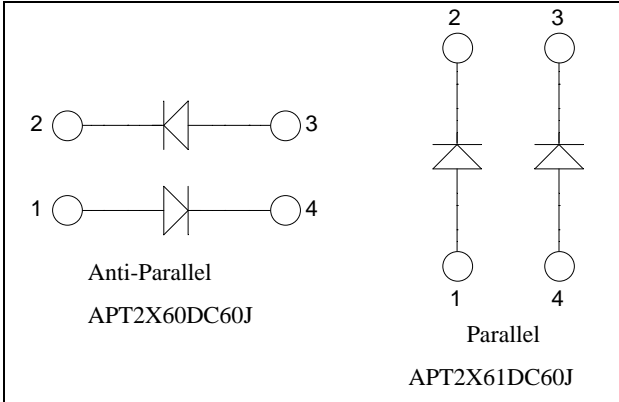 2 3
1 4
Anti-Parallel
APT2X60DC60J
2 3
1 4
Parallel
APT2X61DC60J